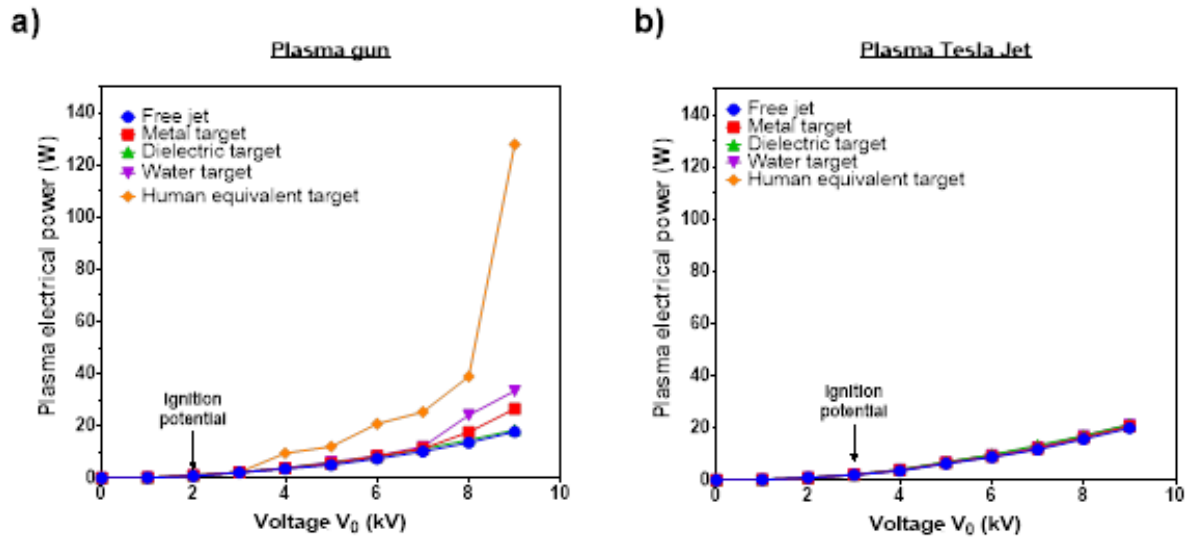 a)
Plasma gun
Free jet
Metal target
Dielectric target
Water target
Human equivalent target
Ignition
potential
Plasma electrical power (W)
0
20
40
60
80
100
120
140
0
2
4
6
8
10
Voltage V₀ (kV)
b)
Plasma Tesla Jet
Free jet
Metal target
Dielectric target
Water target
Human equivalent target
Ignition
potential
Plasma electrical power (W)
0
20
40
60
80
100
120
140
0
2
4
6
8
10
Voltage V₀ (kV)